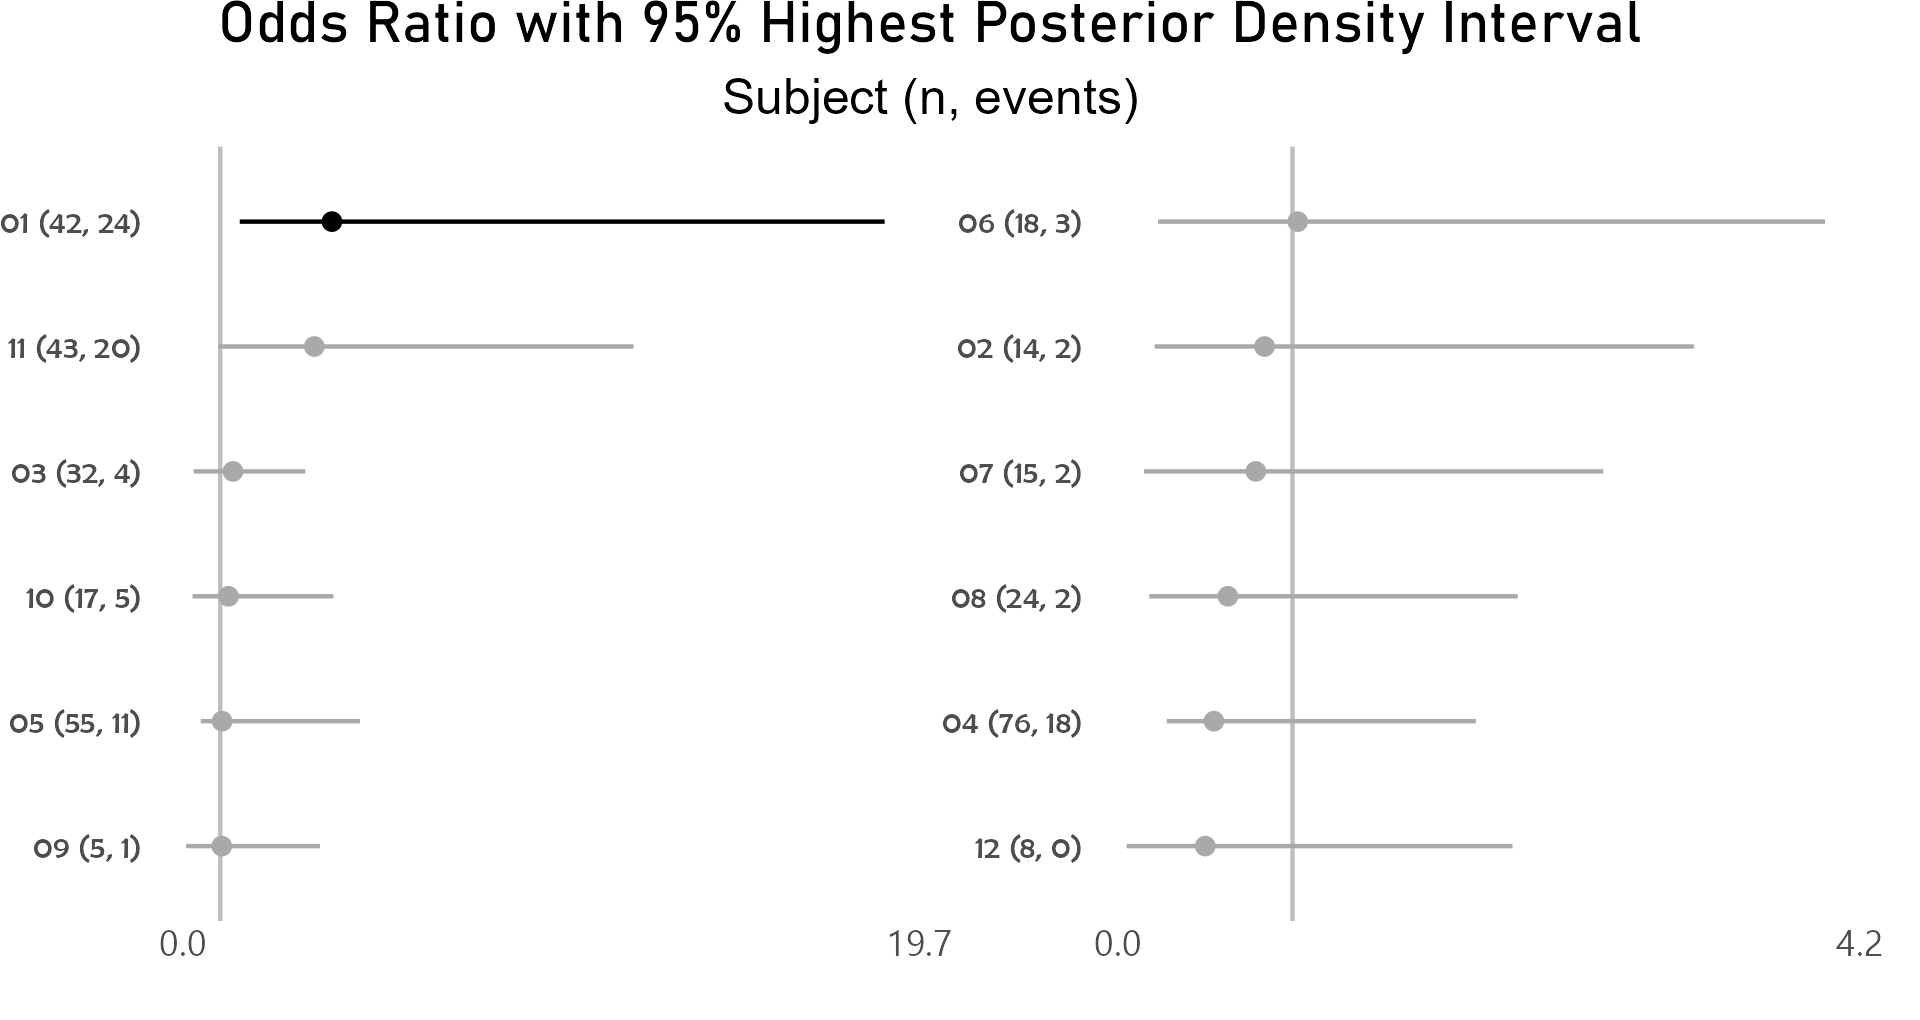 Odds Ratio with 95% Highest Posterior Density Interval
Subject (n, events)
01 (42, 24)
11 (43, 20)
03 (32, 4)
10 (17, 5)
05 (55, 11)
09 (5, 1)
0.0 19.7
06 (18, 3)
02 (14, 2)
07 (15, 2)
08 (24, 2)
04 (76, 18)
12 (8, 0)
0.0 4.2